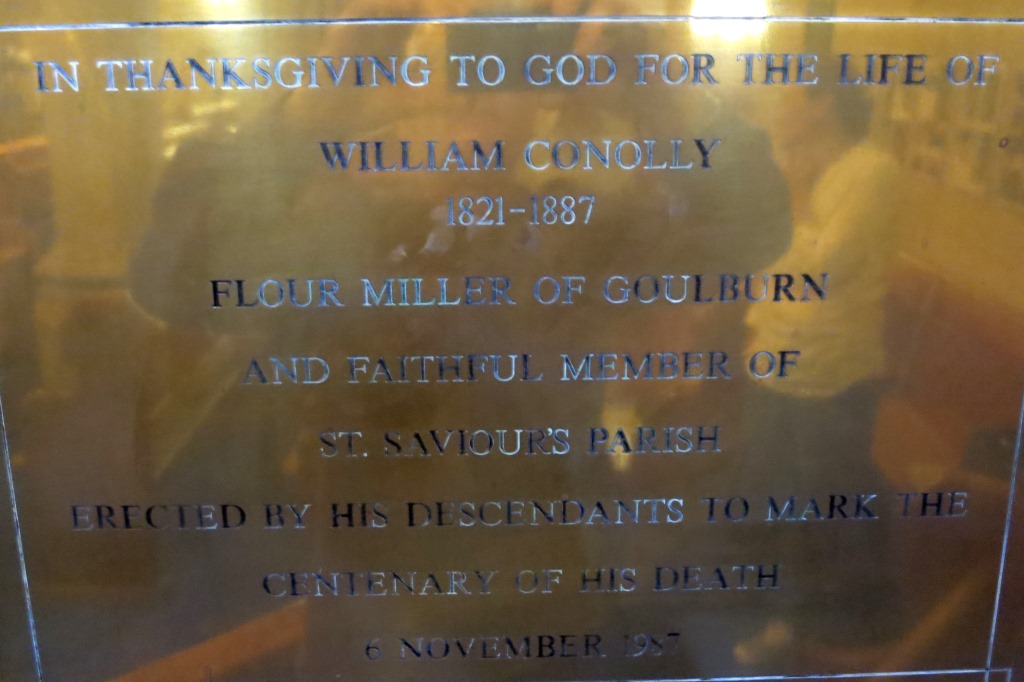 IN THANKSGIVING TO GOD FOR THE LIFE OF
WILLIAM CONOLLY
1821-1887
FLOUR MILLER OF GOULBURN
AND FAITHFUL MEMBER OF
ST. SAVIOUR'S PARISH
ERECTED BY HIS DESCENDANTS TO MARK THE
CENTENARY OF HIS DEATH
6 NOVEMBER 1987